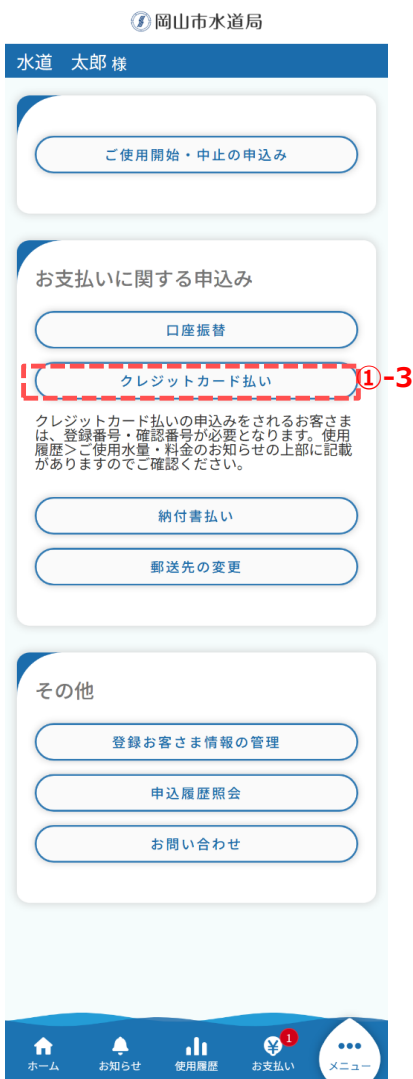 岡山市水道局
水道　太郎 様
ご使用開始・中止の申込み
お支払いに関する申込み
口座振替
クレジットカード払い
①-3
クレジットカード払いの申込みをされるお客さま
は、登録番号・確認番号が必要となります。使用
履歴＞ご使用水量・料金のお知らせの上部に記載
がありますのでご確認ください。
納付書払い
郵送先の変更
その他
登録お客さま情報の管理
申込履歴照会
お問い合わせ
1
ホーム お知らせ 使用履歴 お支払い メニュー